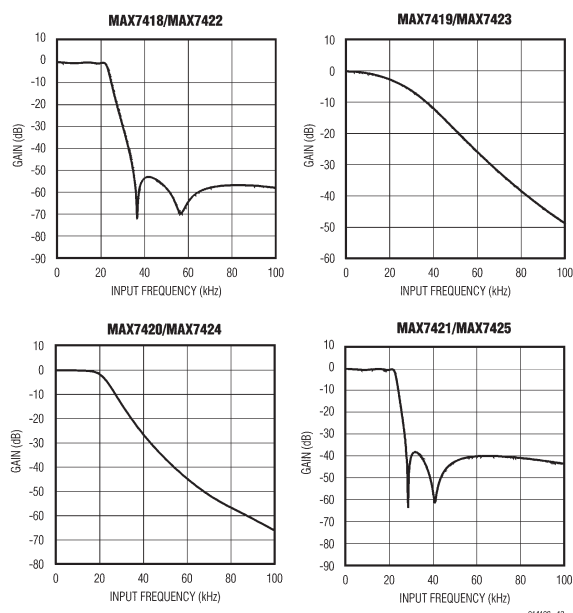 MAX7418/MAX7422
10
0
-10
-20
-30
-40
-50
-60
-70
-80
-90
GAIN (dB)
0 20 40 60 80 100
INPUT FREQUENCY (kHz)
MAX7419/MAX7423
10
0
-10
-20
-30
-40
-50
-60
GAIN (dB)
0 20 40 60 80 100
INPUT FREQUENCY (kHz)
MAX7420/MAX7424
10
0
-10
-20
-30
-40
-50
-60
-70
-80
GAIN (dB)
0 20 40 60 80 100
INPUT FREQUENCY (kHz)
MAX7421/MAX7425
10
0
-10
-20
-30
-40
-50
-60
-70
-80
-90
GAIN (dB)
0 20 40 60 80 100
INPUT FREQUENCY (kHz)